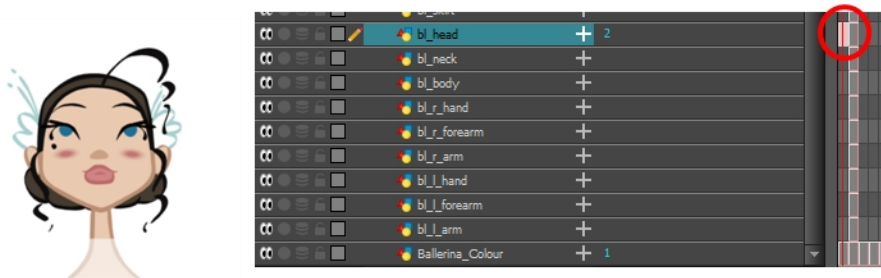 bl_skirt
bl_head 2
bl_neck
bl_body
bl_r_hand
bl_r_forearm
bl_r_arm
bl_l_hand
bl_l_forearm
bl_l_arm
Ballerina_Colour 1